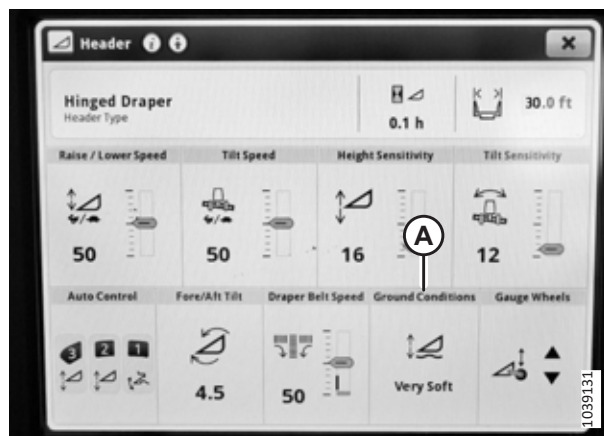 Header
Hinged Draper
Header Type
0.1 h
30.0 ft
Raise / Lower Speed
Tilt Speed
Height Sensitivity
Tilt Sensitivity
50
50
16
12
A
Auto Control
Fore/Aft Tilt
Draper Belt Speed
Ground Conditions
Gauge Wheels
3 2 1
4.5
50
Very Soft
1039131